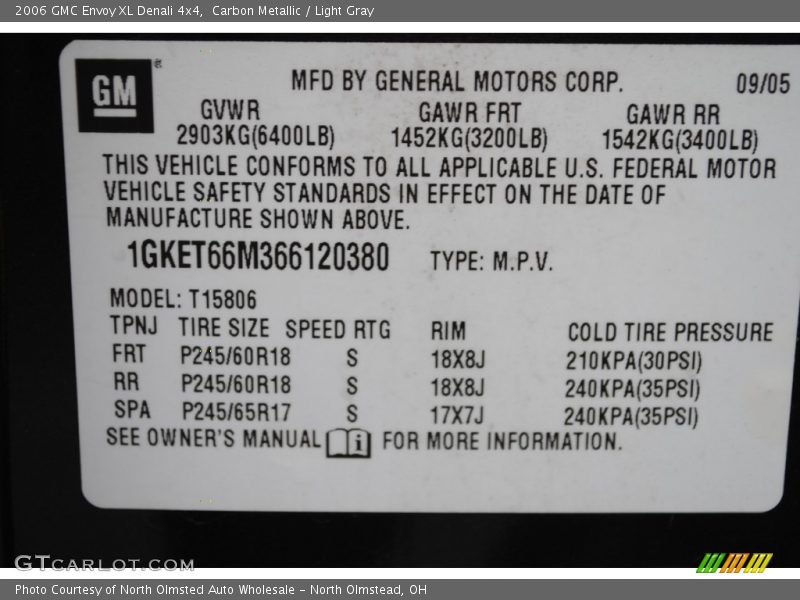 2006 GMC Envoy XL Denali 4x4,  Carbon Metallic / Light Gray
GM®
MFD BY GENERAL MOTORS CORP. 09/05
GVWR GAWR FRT GAWR RR
2903KG(6400LB) 1452KG(3200LB) 1542KG(3400LB)
THIS VEHICLE CONFORMS TO ALL APPLICABLE U.S. FEDERAL MOTOR
VEHICLE SAFETY STANDARDS IN EFFECT ON THE DATE OF
MANUFACTURE SHOWN ABOVE.
1GKET66M366120380 TYPE: M.P.V.
MODEL: T15806
TPNJ TIRE SIZE SPEED RTG RIM COLD TIRE PRESSURE
FRT P245/60R18 S 18X8J 210KPA(30PSI)
RR P245/60R18 S 18X8J 240KPA(35PSI)
SPA P245/65R17 S 17X7J 240KPA(35PSI)
SEE OWNER'S MANUAL i FOR MORE INFORMATION.
GTCARLOT.COM
Photo Courtesy of North Olmsted Auto Wholesale - North Olmstead, OH